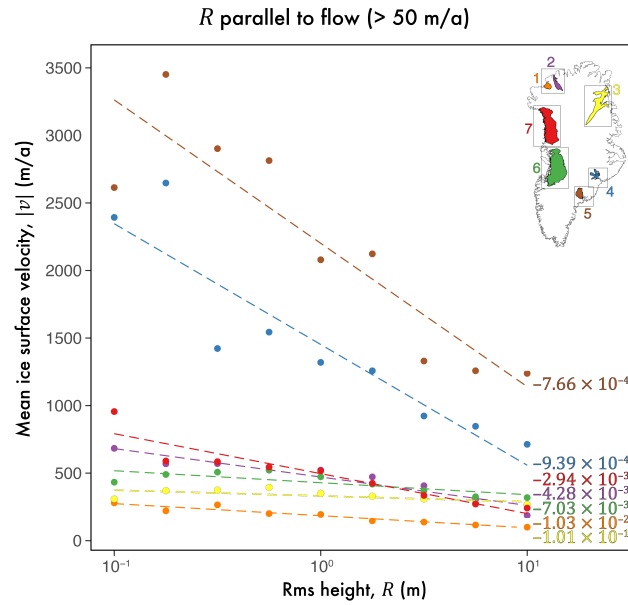 R parallel to flow (> 50 m/a)
3500
3000
2500
2000
1500
1000
500
0
Mean ice surface velocity, |v| (m/a)
10⁻¹
10⁰
10¹
Rms height, R (m)
1
2
3
7
6
4
5
−7.66 × 10⁻⁴
−9.39 × 10⁻⁴
−2.94 × 10⁻³
−4.28 × 10⁻³
−7.03 × 10⁻³
−1.03 × 10⁻²
−1.01 × 10⁻¹